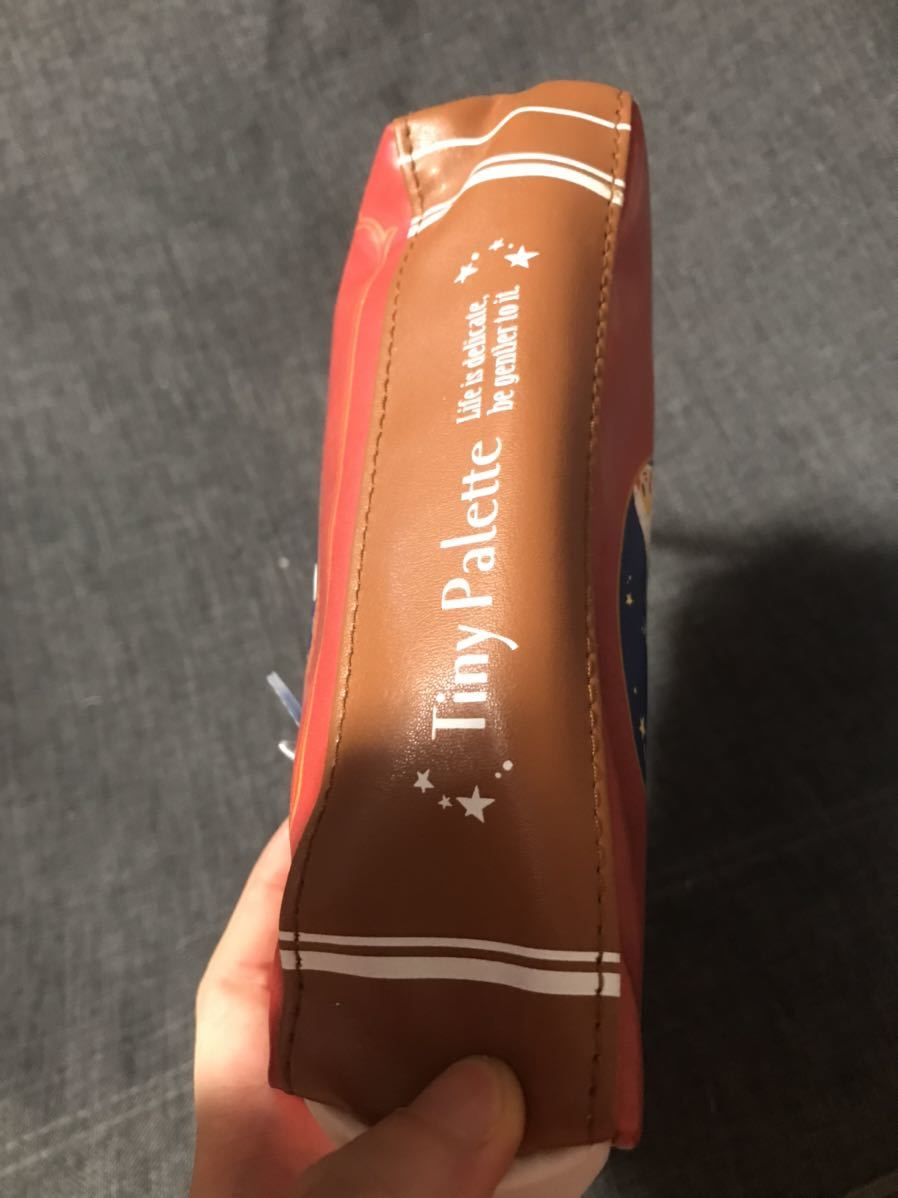 Tiny Palette
Life is delicate,
be gentler to it.